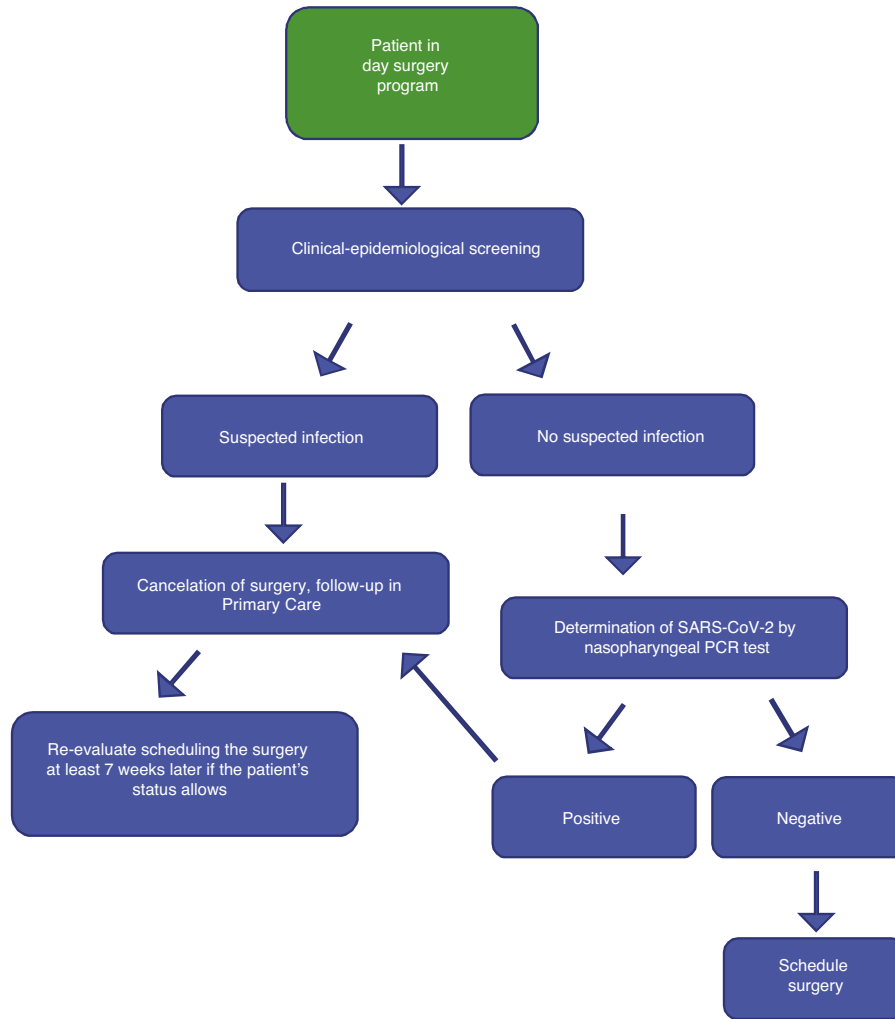 Patient in
day surgery
program
Clinical-epidemiological screening
Suspected infection
No suspected infection
Cancelation of surgery, follow-up in
Primary Care
Determination of SARS-CoV-2 by
nasopharyngeal PCR test
Re-evaluate scheduling the surgery
at least 7 weeks later if the patient's
status allows
Positive
Negative
Schedule
surgery